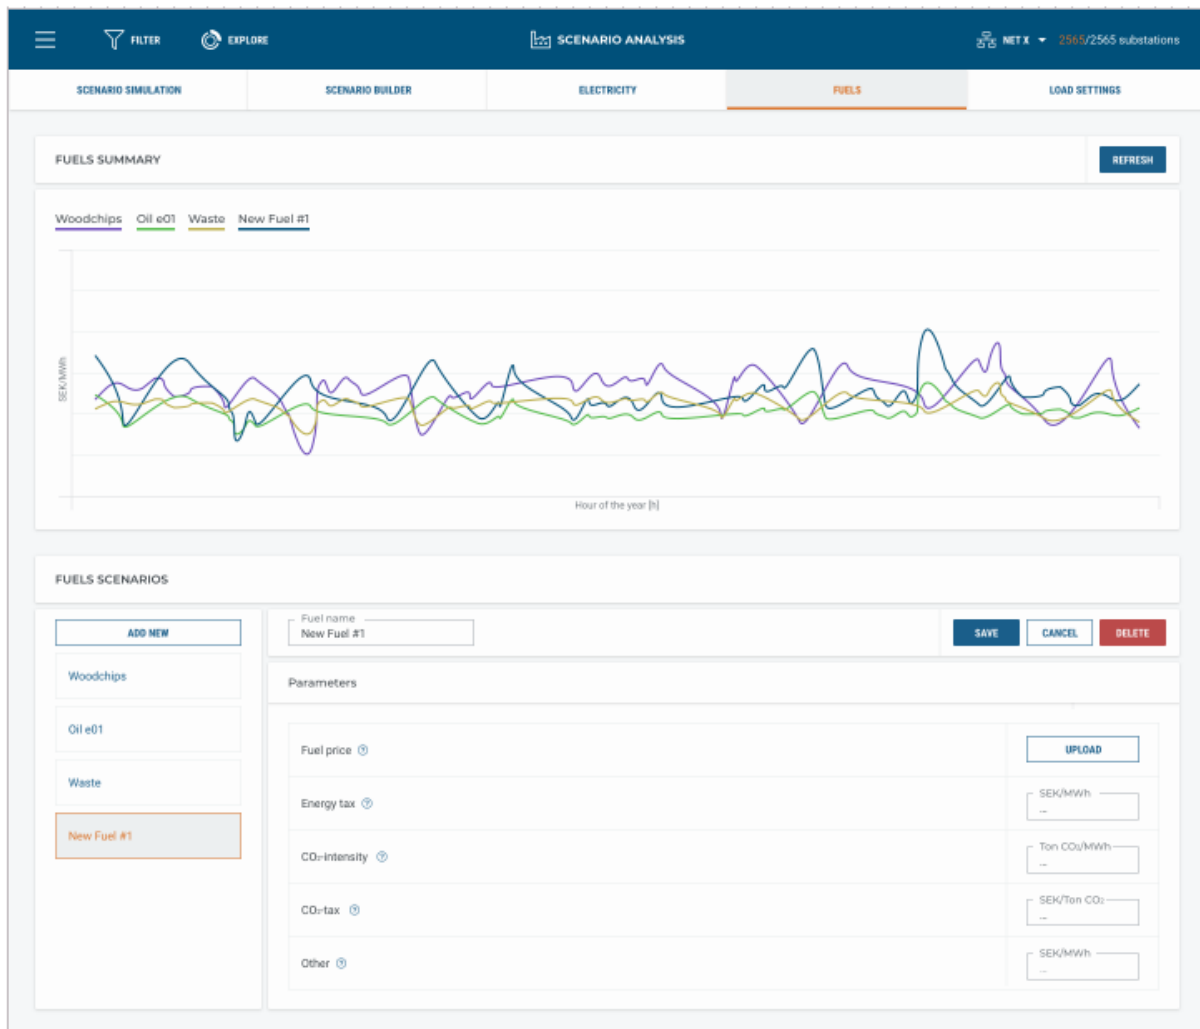 FILTER EXPLORE SCENARIO ANALYSIS NET X 2565/2565 substations
SCENARIO SIMULATION SCENARIO BUILDER ELECTRICITY FUELS LOAD SETTINGS
FUELS SUMMARY REFRESH
Woodchips Oil e01 Waste New Fuel #1
SEK/MWh
Hour of the year [h]
FUELS SCENARIOS
ADD NEW
Woodchips
Oil e01
Waste
New Fuel #1
Fuel name
New Fuel #1
SAVE CANCEL DELETE
Parameters
Fuel price ? UPLOAD
Energy tax ? SEK/MWh
...
CO₂-intensity ? Ton CO₂/MWh
...
CO₂-tax ? SEK/Ton CO₂
...
Other ? SEK/MWh
...